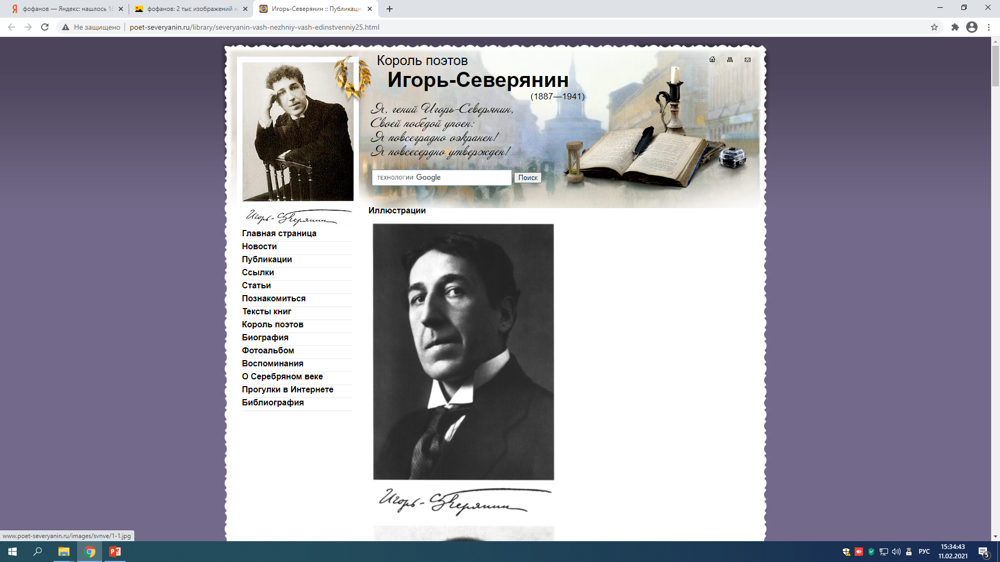 фофанов — Яндекс: нашлось 18
фофанов: 2 тыс изображений н
Игорь-Северянин :: Публикаци
Не защищено
poet-severyanin.ru/library/severyanin-vash-nezhniy-vash-edinstvenniy25.html
Король поэтов
Игорь-Северянин
(1887—1941)
Я, гений Игорь-Северянин,
Своей победой упоен:
Я повсеградно оэкранен!
Я повсесердно утвержден!
технологии Google
Поиск
Игорь-Северянин
Главная страница
Новости
Публикации
Ссылки
Статьи
Познакомиться
Тексты книг
Король поэтов
Биография
Фотоальбом
Воспоминания
О Серебряном веке
Прогулки в Интернете
Библиография
Иллюстрации
Игорь-Северянин
www.poet-severyanin.ru/images/svnve/1-1.jpg
РУС
15:34:43
11.02.2021
5